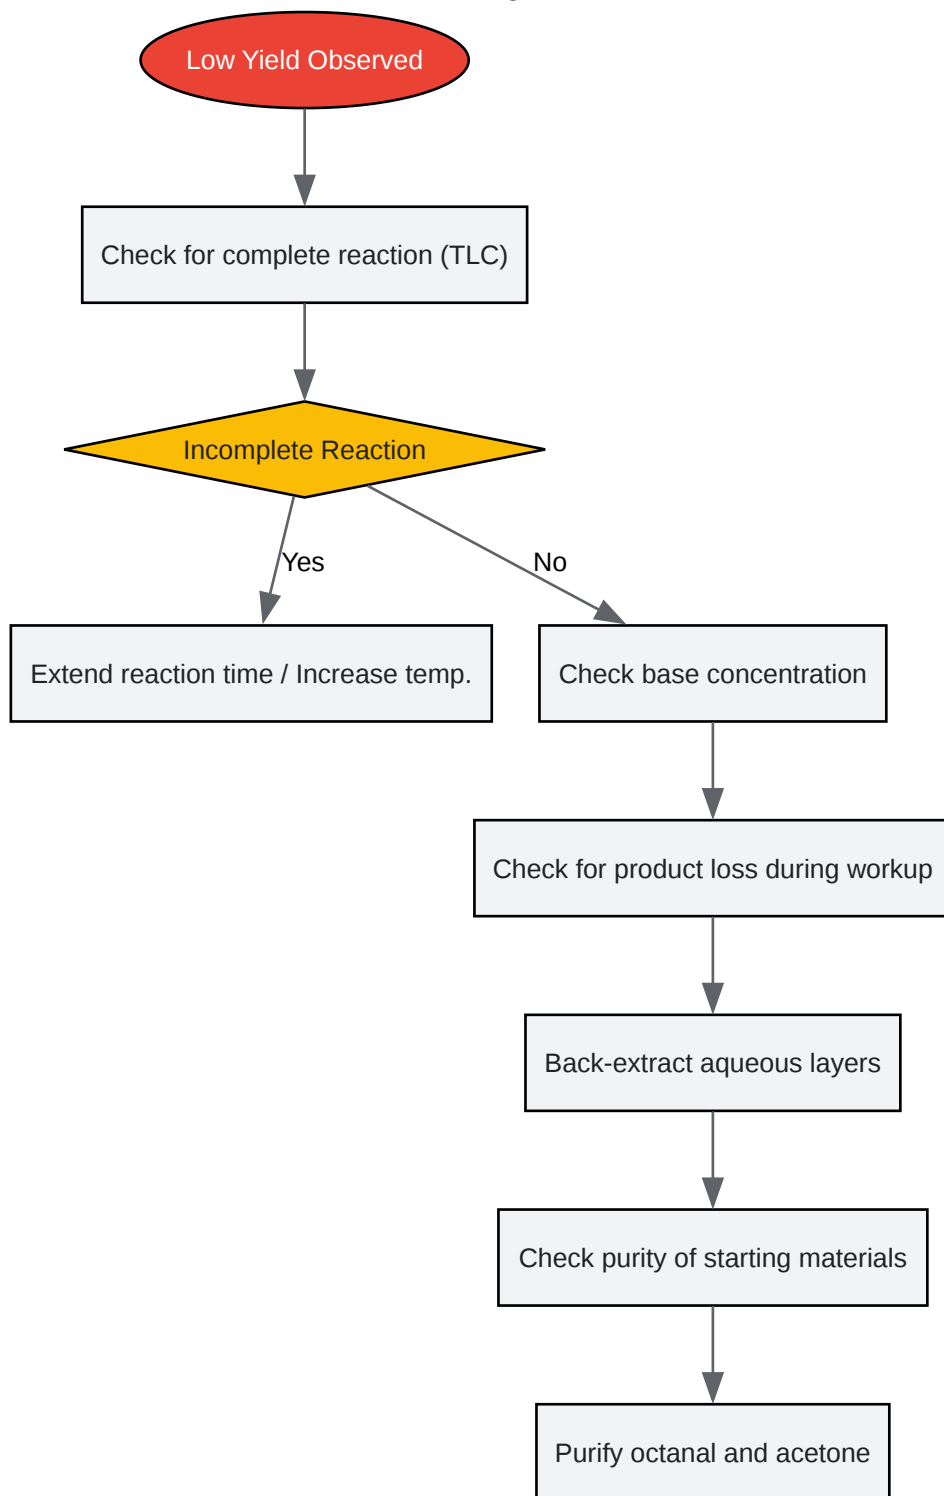 Low Yield Observed
Check for complete reaction (TLC)
Incomplete Reaction
Yes
No
Extend reaction time / Increase temp.
Check base concentration
Check for product loss during workup
Back-extract aqueous layers
Check purity of starting materials
Purify octanal and acetone